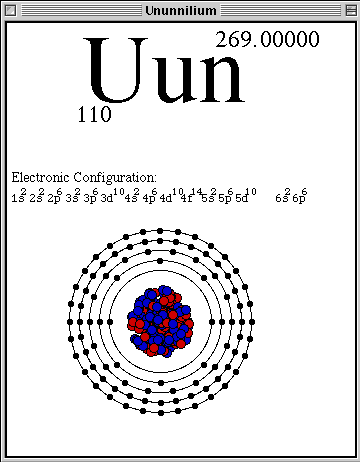 Ununnilium
269.00000
Uun
110
Electronic Configuration:
1s² 2s² 2p⁶ 3s² 3p⁶ 3d¹⁰ 4s² 4p⁶ 4d¹⁰ 4f¹⁴ 5s² 5p⁶ 5d¹⁰ 6s² 6p⁶